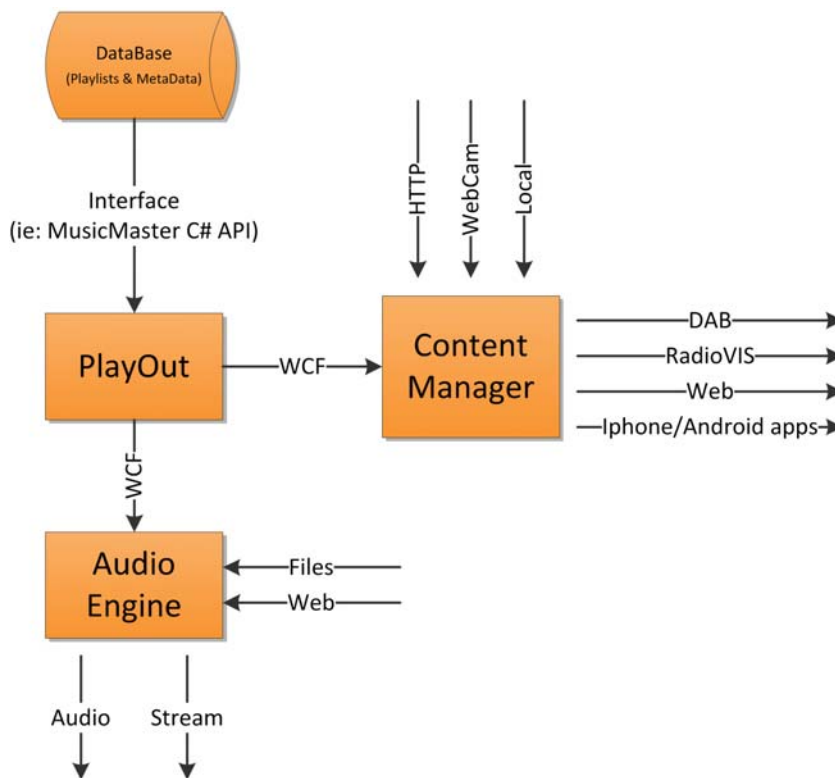 DataBase
(Playlists & MetaData)
Interface
(ie: MusicMaster C# API)
HTTP
WebCam
Local
PlayOut
WCF
Content
Manager
DAB
RadioVIS
Web
Iphone/Android apps
WCF
Audio
Engine
Files
Web
Audio
Stream